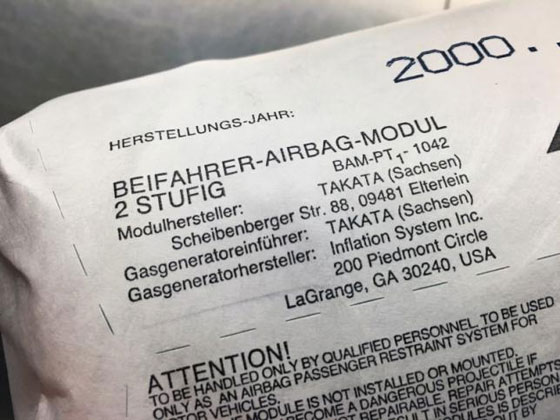 HERSTELLUNGS-JAHR: 2000.
BEIFAHRER-AIRBAG-MODUL
2 STUFIG BAM-PT1-1042
Modulhersteller: TAKATA (Sachsen)
Scheibenberger Str. 88, 09481 Elterlein
Gasgeneratoreinführer: TAKATA (Sachsen)
Gasgeneratorhersteller: Inflation System Inc.
200 Piedmont Circle
LaGrange, GA 30240, USA
ATTENTION!
TO BE HANDLED ONLY BY QUALIFIED PERSONNEL, TO BE USED
ONLY AS AN AIRBAG PASSENGER RESTRAINT SYSTEM FOR
VEHICLES.
MODULE IS NOT INSTALLED OR MOUNTED.
BECOME A DANGEROUS PROJECTILE IF
REPAIR ATTEMPTS
IN SERIOUS
IS
BY